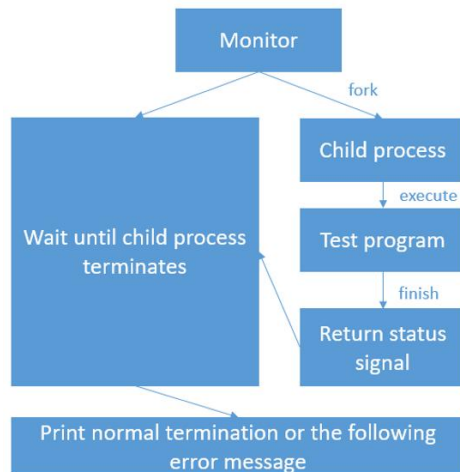 Monitor
fork
Child process
execute
Wait until child process
terminates
Test program
finish
Return status
signal
Print normal termination or the following
error message